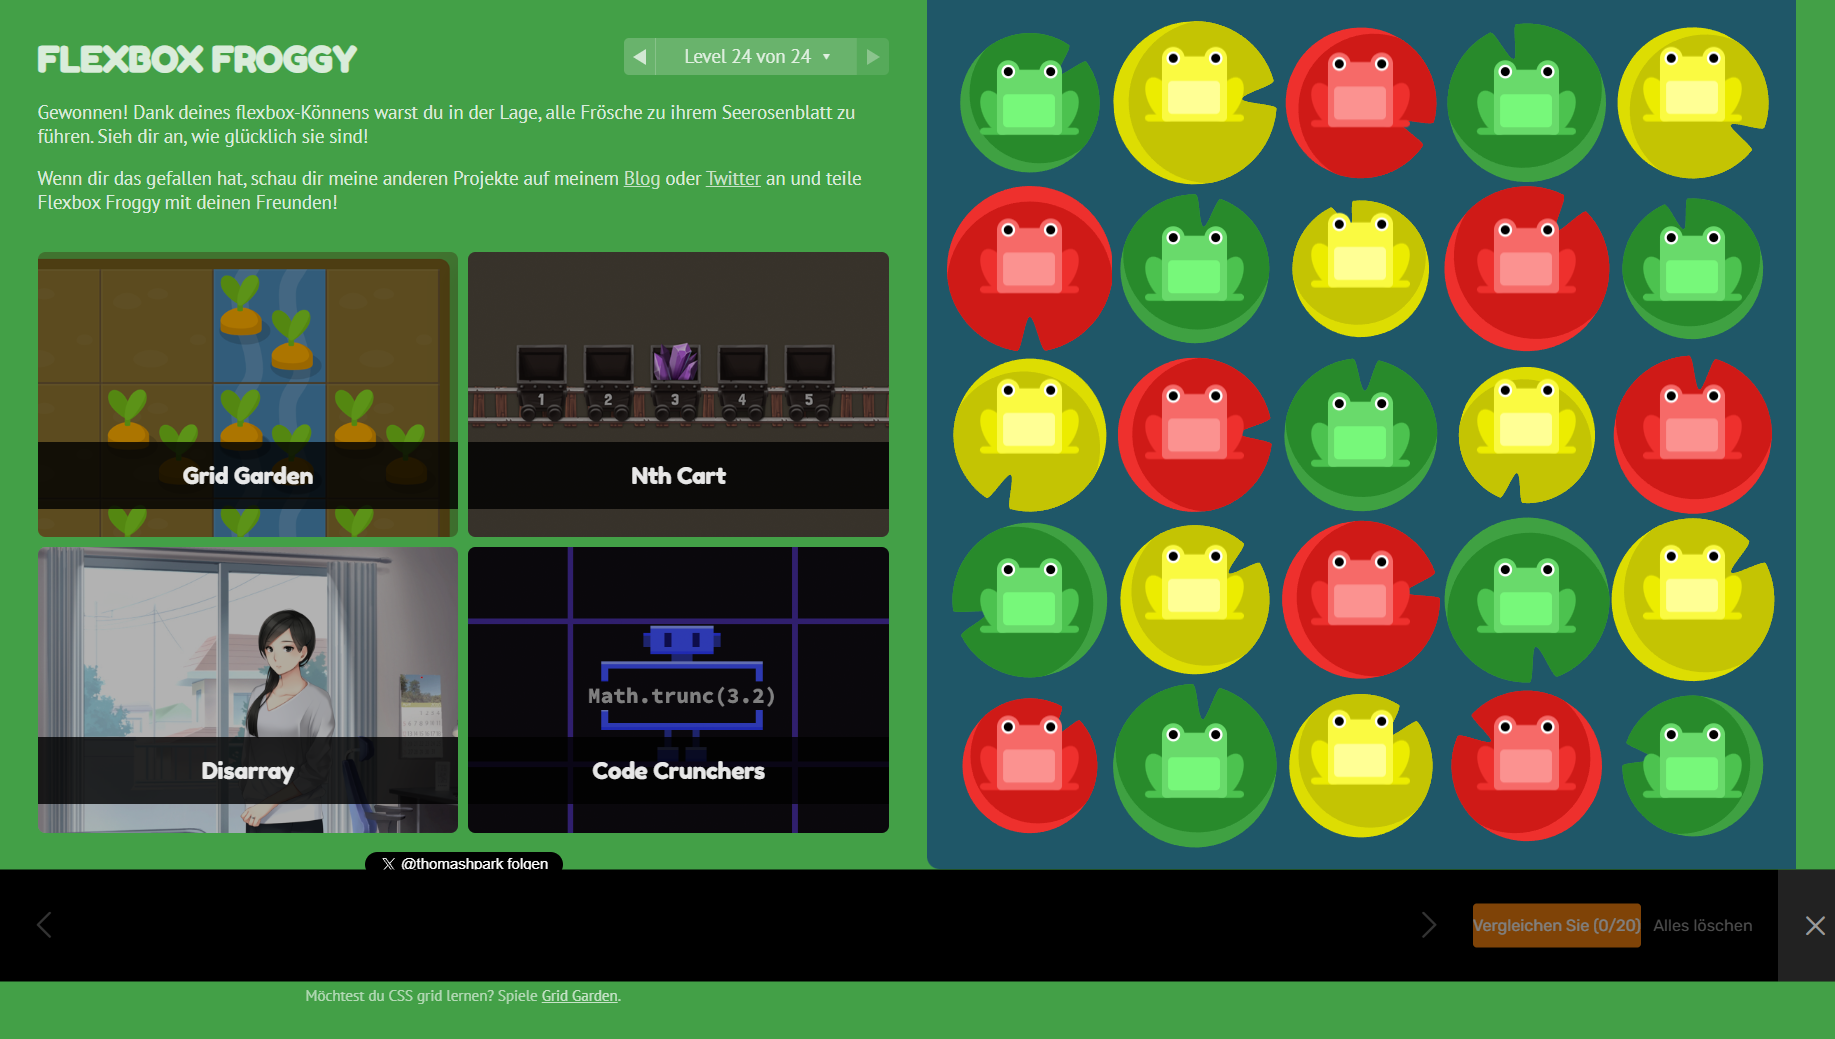 FLEXBOX FROGGY
Level 24 von 24
Gewonnen! Dank deines flexbox-Könnens warst du in der Lage, alle Frösche zu ihrem Seerosenblatt zu
führen. Sieh dir an, wie glücklich sie sind!
Wenn dir das gefallen hat, schau dir meine anderen Projekte auf meinem Blog oder Twitter an und teile
Flexbox Froggy mit deinen Freunden!
Grid Garden
1 2 3 4 5
Nth Cart
Disarray
Math.trunc(3.2)
Code Crunchers
@thomashpark folgen
Vergleichen Sie (0/20)
Alles löschen
Möchtest du CSS grid lernen? Spiele Grid Garden.